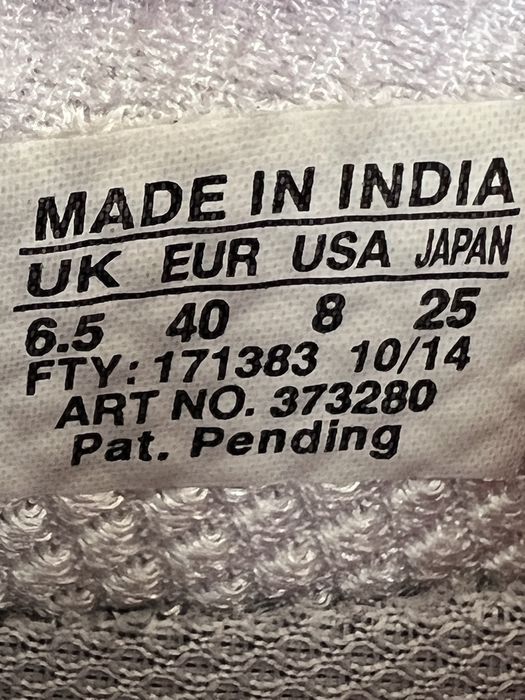 MADE IN INDIA
UK EUR USA JAPAN
6.5 40 8 25
FTY: 171383 10/14
ART NO. 373280
Pat. Pending